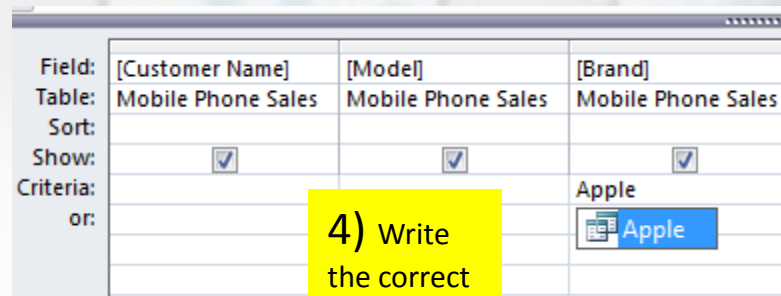 Field: [Customer Name] [Model] [Brand]
Table: Mobile Phone Sales Mobile Phone Sales Mobile Phone Sales
Sort:
Show:
Criteria: Apple
or: Apple
4) Write
the correct